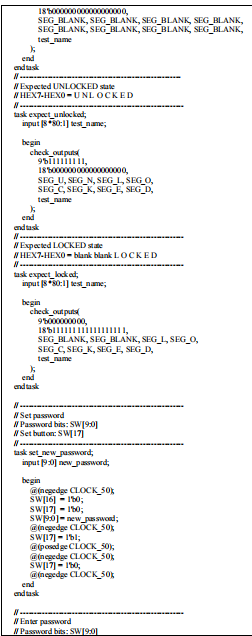 18'b000000000000000000,
SEG_BLANK, SEG_BLANK, SEG_BLANK, SEG_BLANK,
SEG_BLANK, SEG_BLANK, SEG_BLANK, SEG_BLANK,
test_name
);
end
endtask
//-----------------------------------------------------
// Expected UNLOCKED state
// HEX7-HEX0 = U N L O C K E D
//-----------------------------------------------------
task expect_unlocked;
input [8*80:1] test_name;
begin
check_outputs(
9'b111111111,
18'b000000000000000000,
SEG_U, SEG_N, SEG_L, SEG_O,
SEG_C, SEG_K, SEG_E, SEG_D,
test_name
);
end
endtask
//-----------------------------------------------------
// Expected LOCKED state
// HEX7-HEX0 = blank blank L O C K E D
//-----------------------------------------------------
task expect_locked;
input [8*80:1] test_name;
begin
check_outputs(
9'b000000000,
18'b111111111111111111,
SEG_BLANK, SEG_BLANK, SEG_L, SEG_O,
SEG_C, SEG_K, SEG_E, SEG_D,
test_name
);
end
endtask
//-----------------------------------------------------
// Set password
// Password bits: SW[9:0]
// Set button: SW[17]
//-----------------------------------------------------
task set_new_password;
input [9:0] new_password;
begin
@(negedge CLOCK_50);
SW[16] = 1'b0;
SW[17] = 1'b0;
SW[9:0] = new_password;
@(negedge CLOCK_50);
SW[17] = 1'b1;
@(posedge CLOCK_50);
@(negedge CLOCK_50);
SW[17] = 1'b0;
@(negedge CLOCK_50);
end
endtask
//-----------------------------------------------------
// Enter password
// Password bits: SW[9:0]